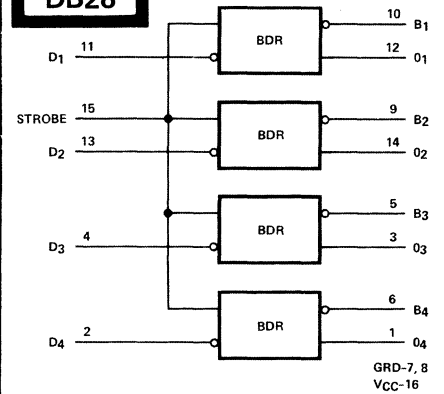 DB28
10 B1
BDR
11 12
D1 01
15 9
STROBE B2
BDR
13 14
D2 02
5 B3
BDR
4 3
D3 03
6 B4
BDR
2 1
D4 04
GRD-7, 8
VCC-16